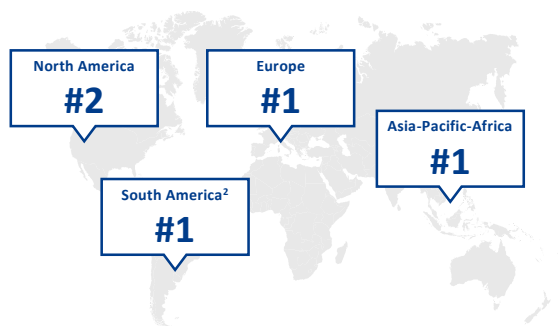 North America
#2
Europe
#1
Asia-Pacific-Africa
#1
South America²
#1